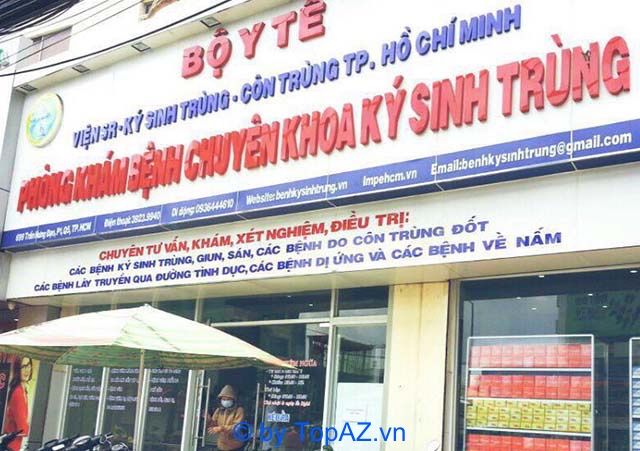 BỘ Y TẾ
VIỆN SR - KÝ SINH TRÙNG - CÔN TRÙNG TP. HỒ CHÍ MINH
PHÒNG KHÁM BỆNH CHUYÊN KHOA KÝ SINH TRÙNG
699 Trần Hưng Đạo, P1, Q5, TP. HCM Điện thoại: 3923.9940 Di động: 0936444610 Website: benhkysinhtrung.vn Impehcm.vn Email: benhkysinhtrung@gmail.com
CHUYÊN TƯ VẤN, KHÁM, XÉT NGHIỆM, ĐIỀU TRỊ:
CÁC BỆNH KÝ SINH TRÙNG, GIUN, SÁN, CÁC BỆNH DO CÔN TRÙNG ĐỐT
CÁC BỆNH LÂY TRUYỀN QUA ĐƯỜNG TÌNH DỤC, CÁC BỆNH DỊ ỨNG VÀ CÁC BỆNH VỀ NẤM
© by TopAZ.vn